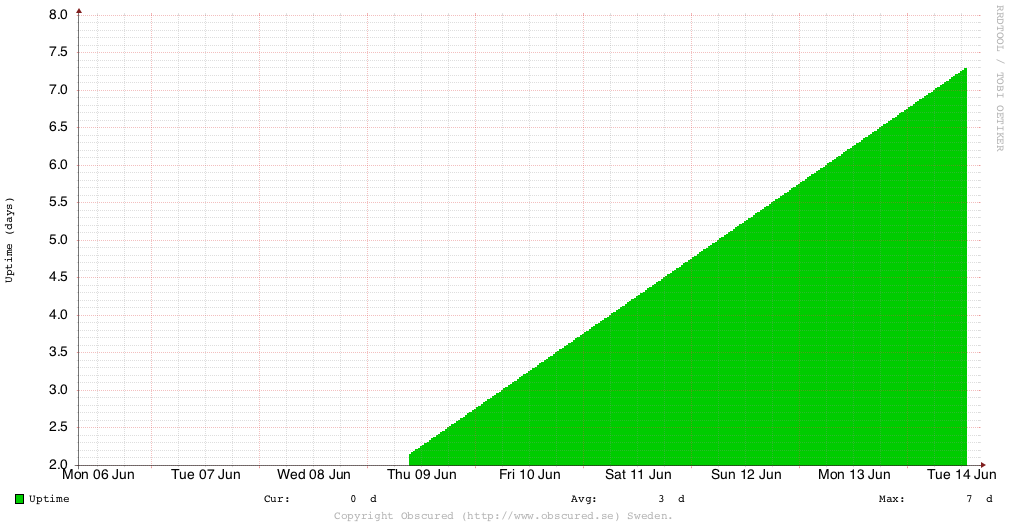 RRDTOOL / TOBI OETIKER
Uptime (days)
8.0
7.5
7.0
6.5
6.0
5.5
5.0
4.5
4.0
3.5
3.0
2.5
2.0
Mon 06 Jun Tue 07 Jun Wed 08 Jun Thu 09 Jun Fri 10 Jun Sat 11 Jun Sun 12 Jun Mon 13 Jun Tue 14 Jun
Uptime Cur: 0 d Avg: 3 d Max: 7 d
Copyright Obscured (http://www.obscured.se) Sweden.